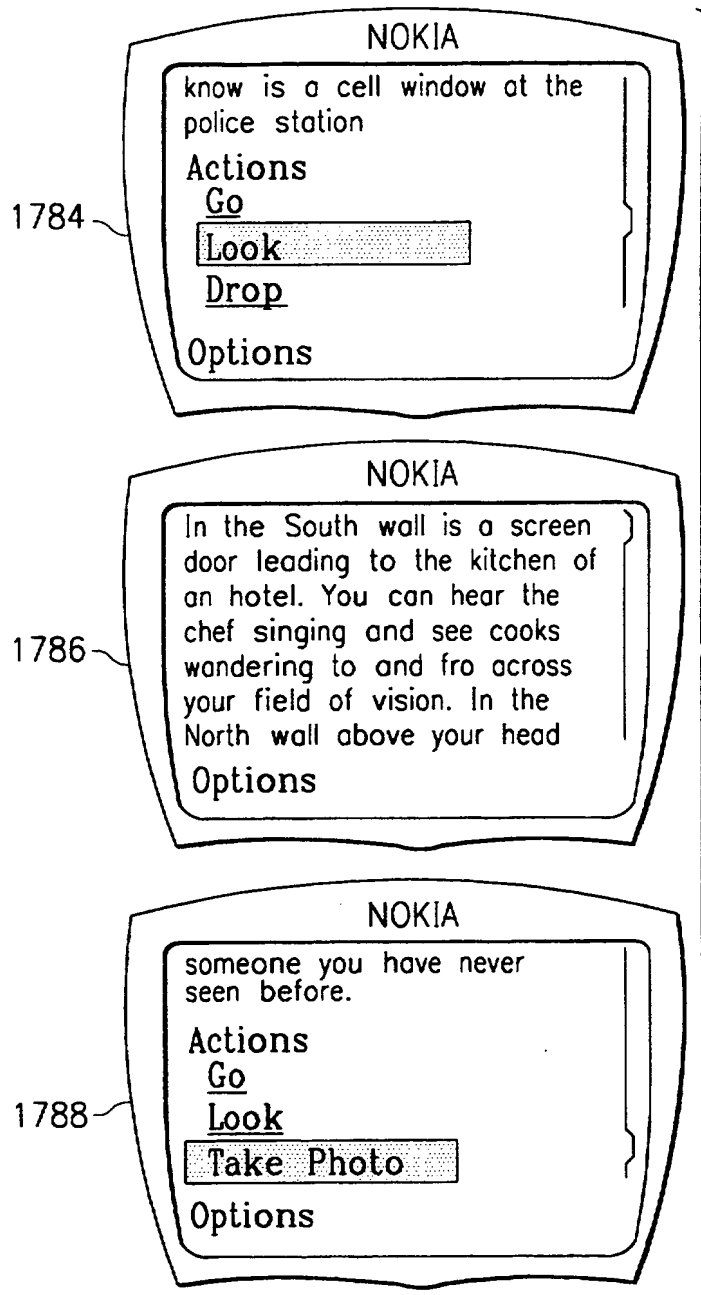 NOKIA
know is a cell window at the
police station
Actions
Go
1784
Look
Drop
Options
NOKIA
In the South wall is a screen
door leading to the kitchen of
an hotel. You can hear the
chef singing and see cooks
1786
wandering to and fro across
your field of vision. In the
North wall above your head
Options
NOKIA
someone you have never
seen before.
Actions
Go
1788
Look
Take Photo
Options